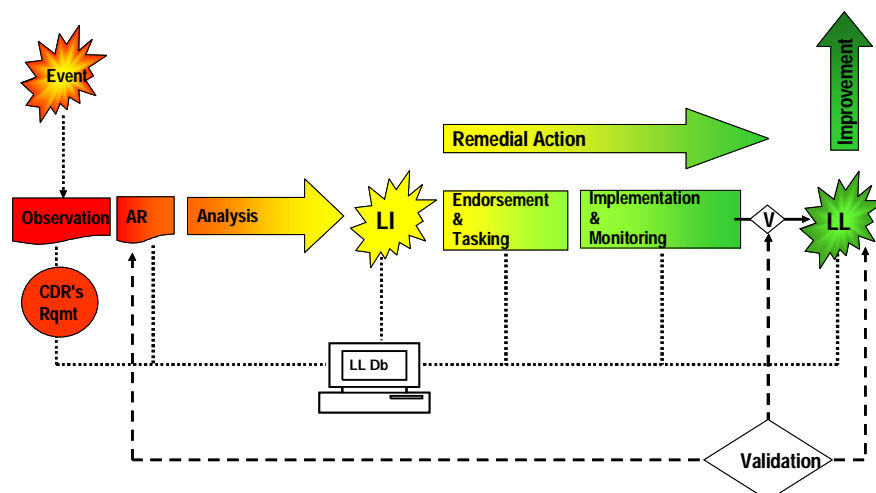 Event
Improvement
Remedial Action
Observation
AR
Analysis
LI
Endorsement
&
Tasking
Implementation
&
Monitoring
V
LL
CDR's
Rqmt
LL Db
Validation